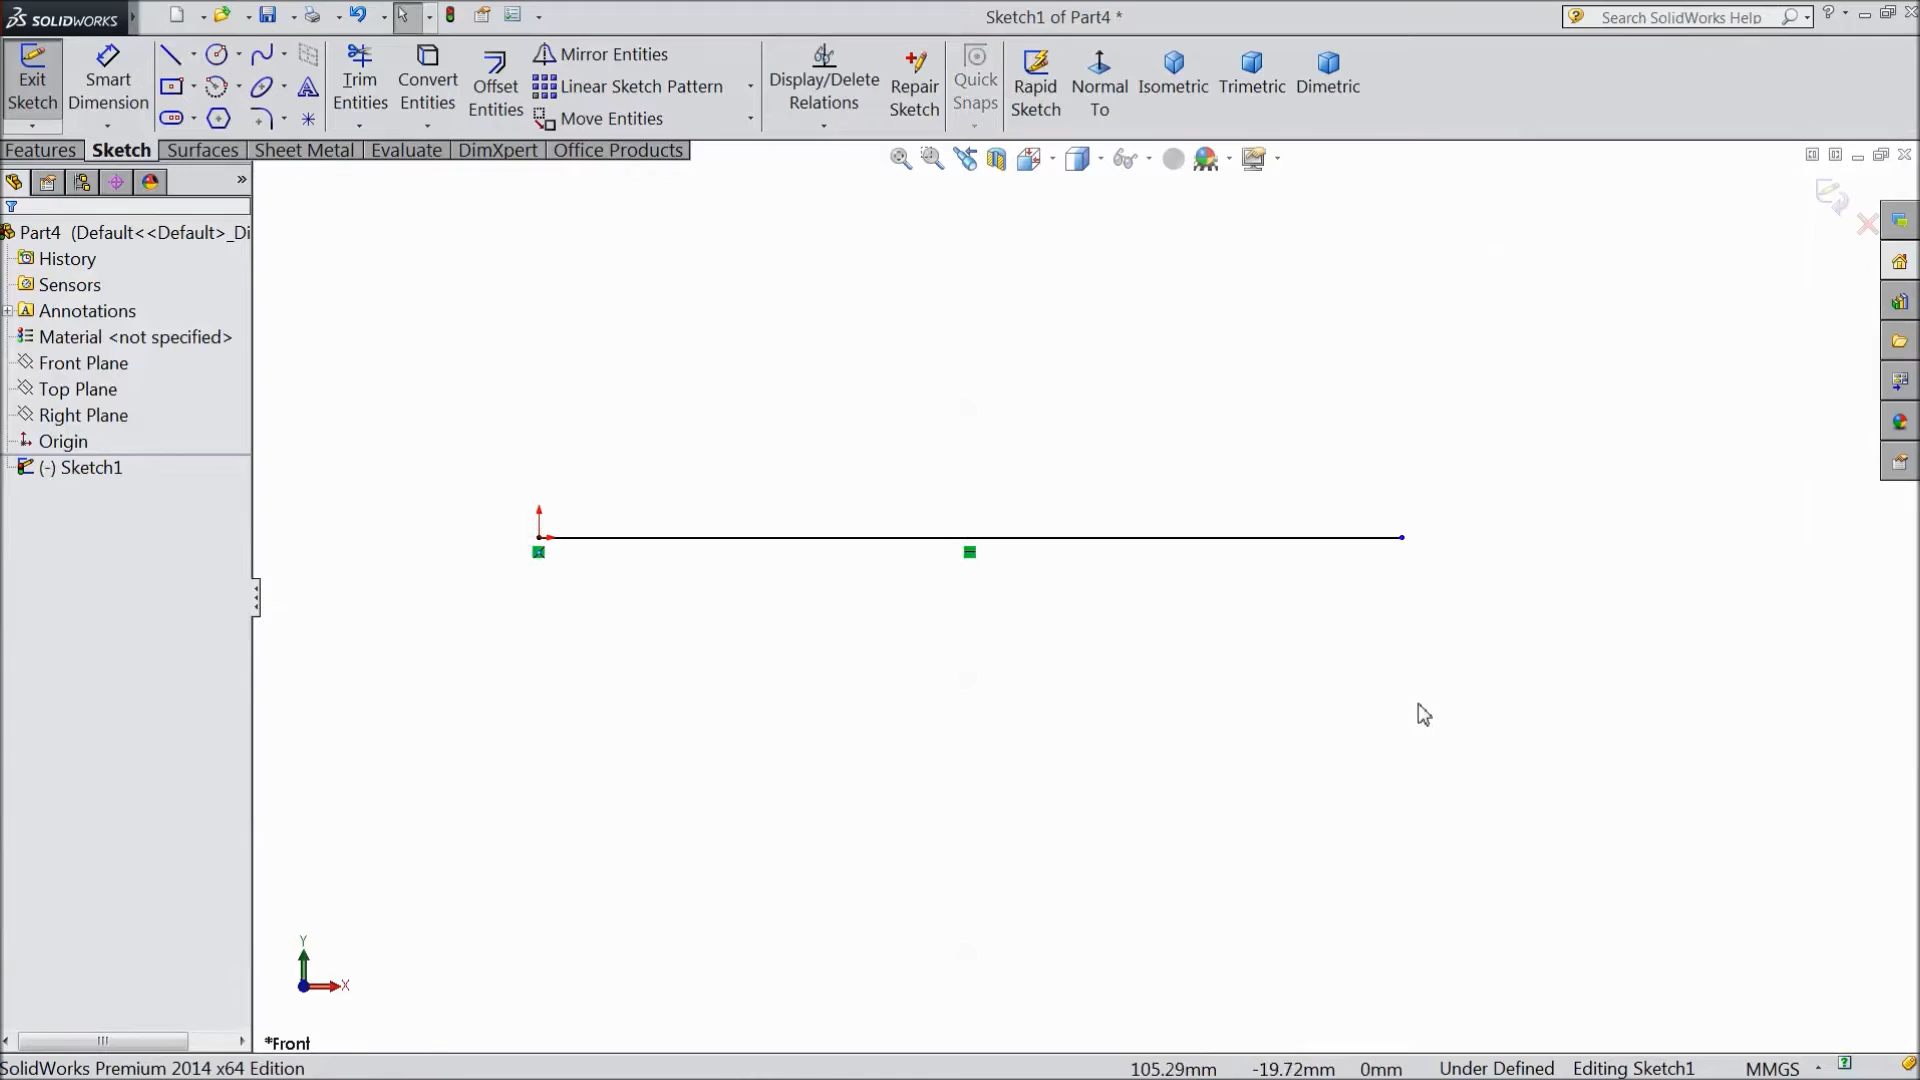 SOLIDWORKS
Sketch1 of Part4 *
Search SolidWorks Help
Exit Sketch
Smart Dimension
Trim Entities
Convert Entities
Offset Entities
Mirror Entities
Linear Sketch Pattern
Move Entities
Display/Delete Relations
Repair Sketch
Quick Snaps
Rapid Sketch
Normal To
Isometric
Trimetric
Dimetric
Features
Sketch
Surfaces
Sheet Metal
Evaluate
DimXpert
Office Products
Part4 (Default<<Default>_Di
History
Sensors
Annotations
Material <not specified>
Front Plane
Top Plane
Right Plane
Origin
(-) Sketch1
Y
X
*Front
SolidWorks Premium 2014 x64 Edition
105.29mm
-19.72mm
0mm
Under Defined
Editing Sketch1
MMGS